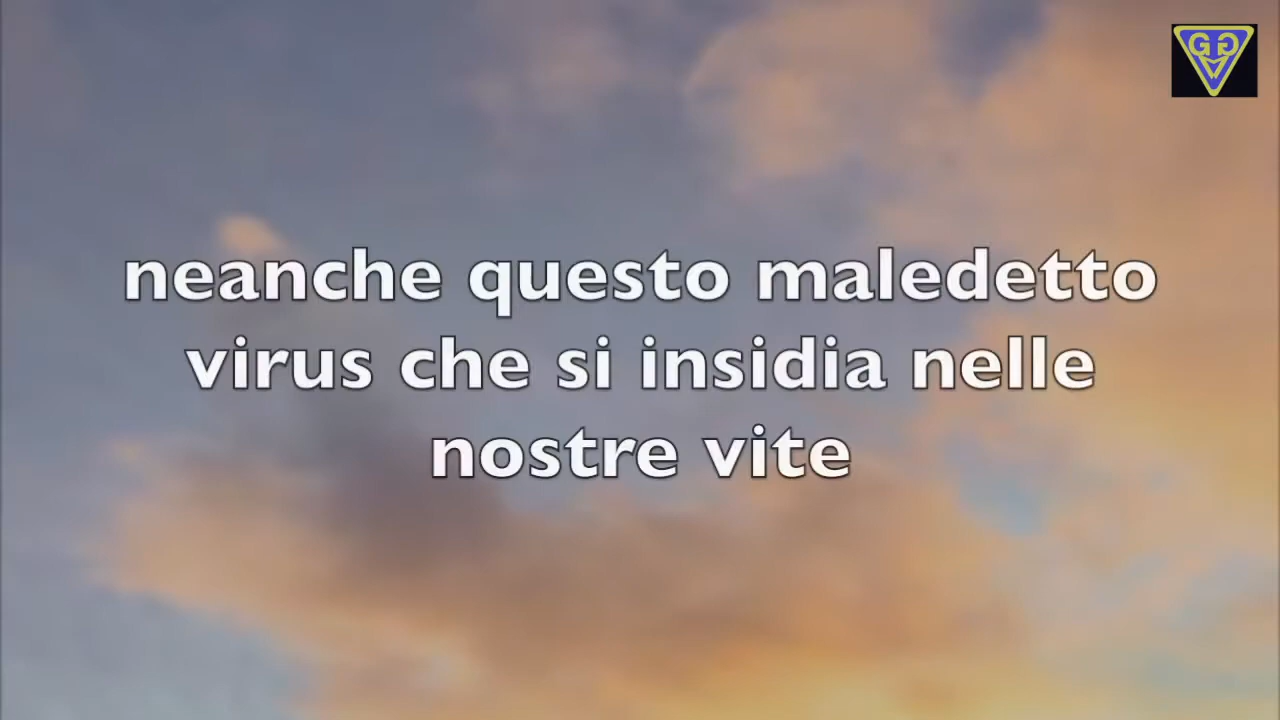 neanche questo maledetto
virus che si insidia nelle
nostre vite